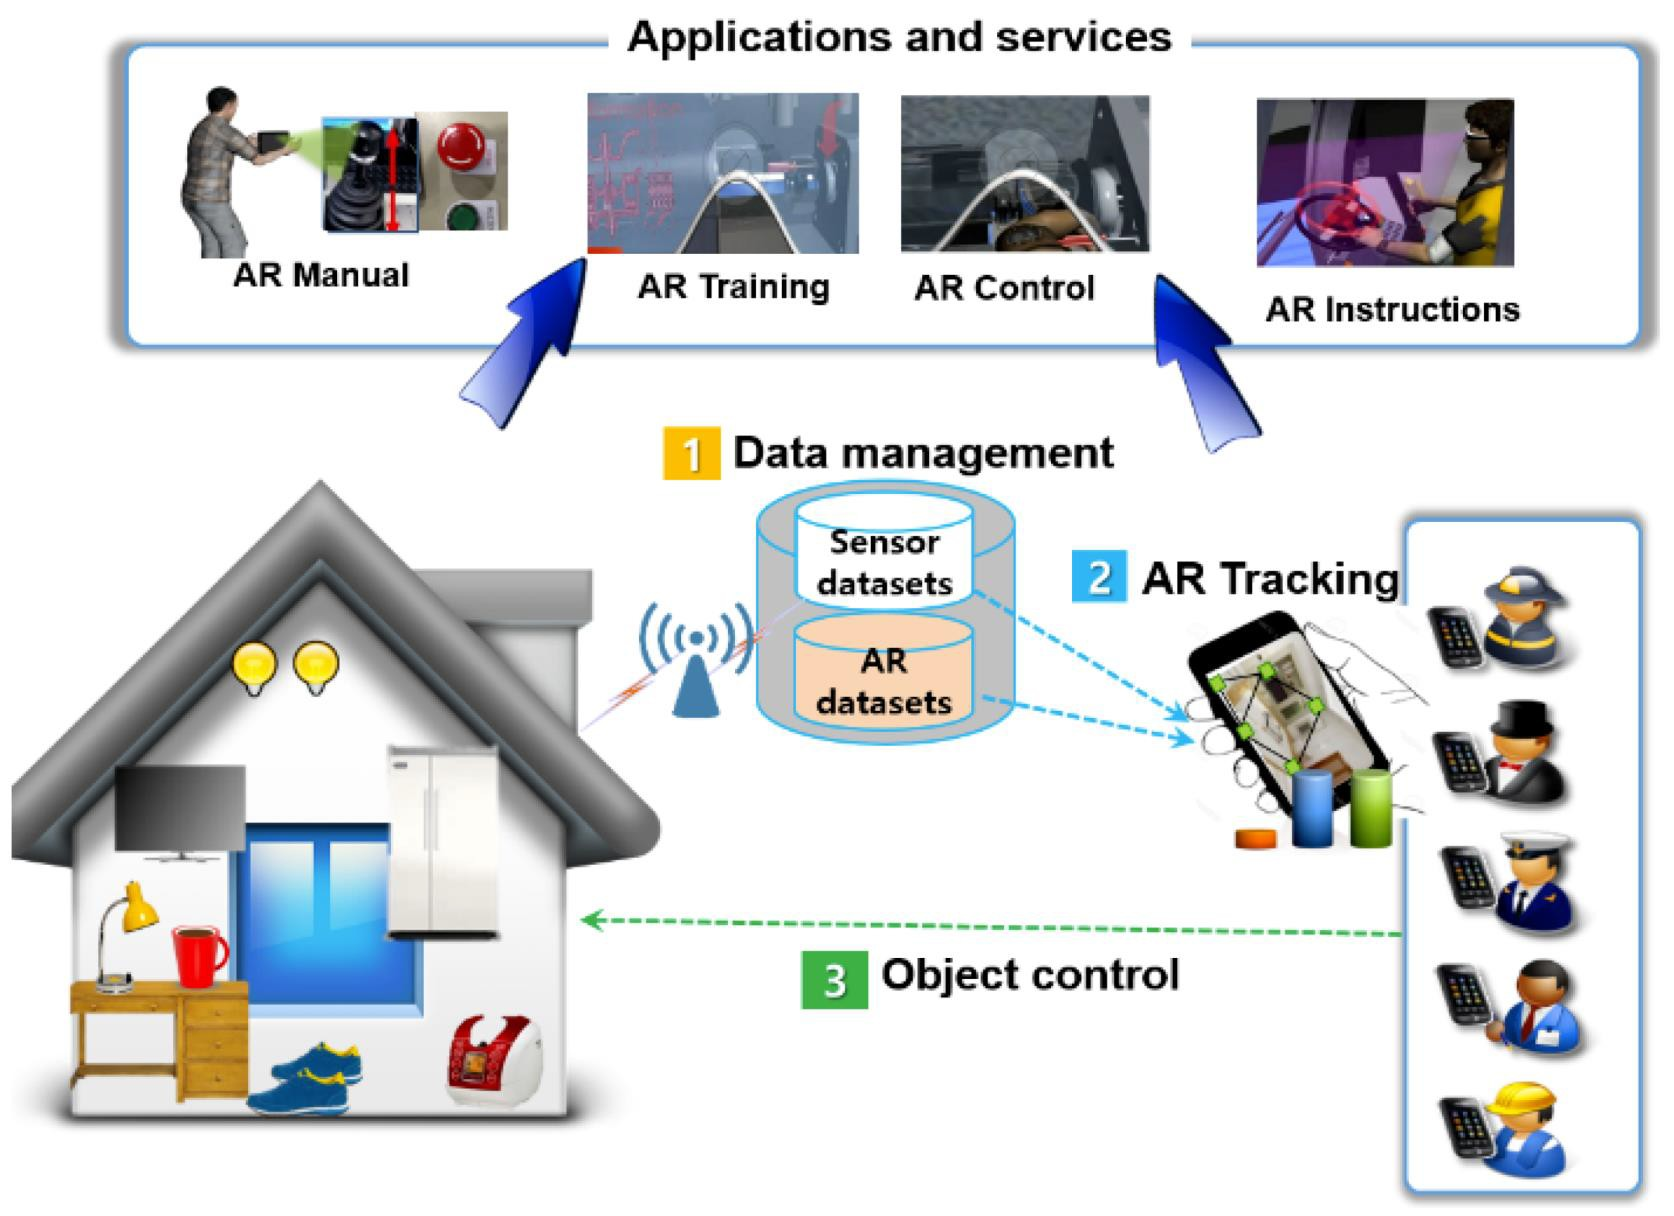 Applications and services
AR Manual
AR Training
AR Control
AR Instructions
1 Data management
Sensor
datasets
AR
datasets
2 AR Tracking
3 Object control